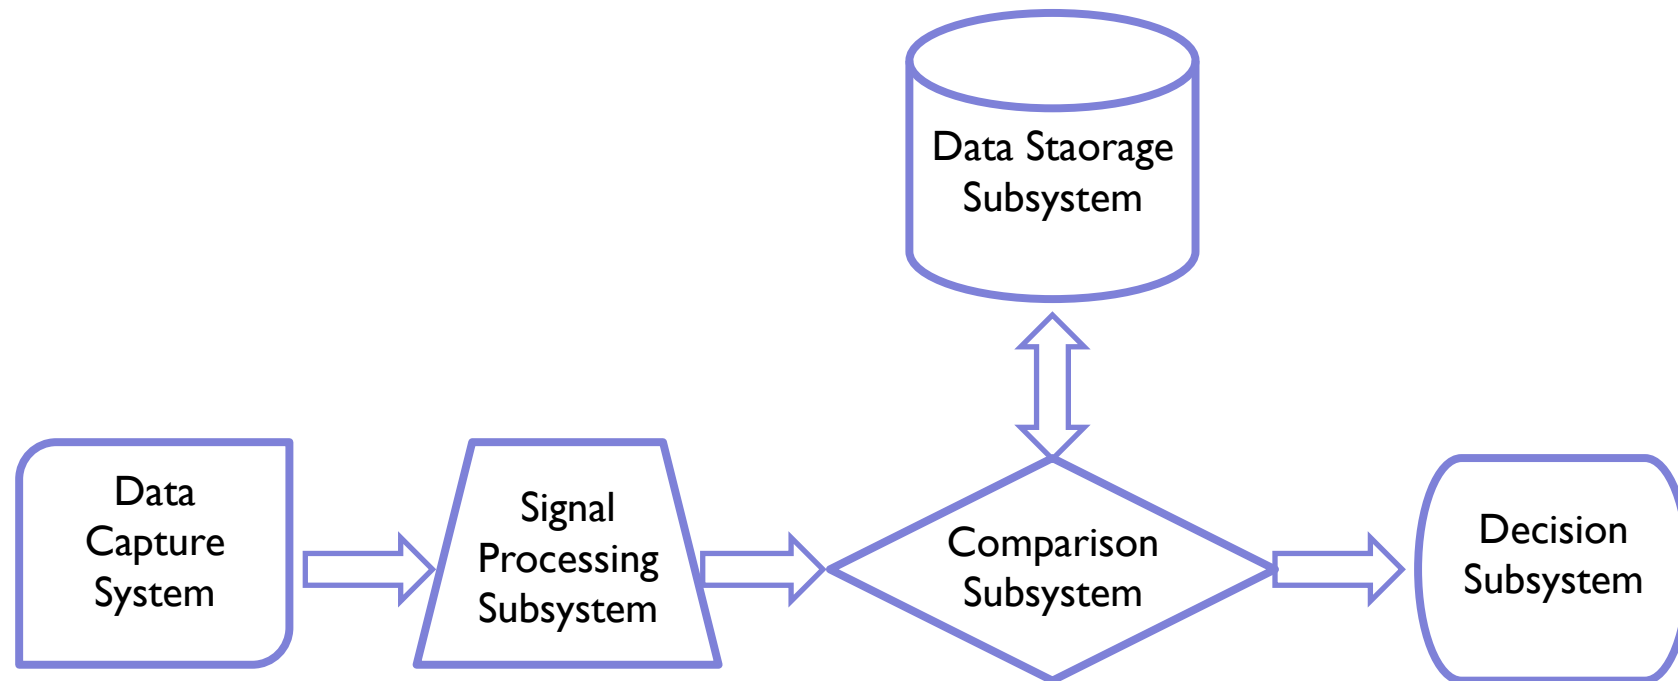 Data Staorage
Subsystem
Data
Capture
System
Signal
Processing
Subsystem
Comparison
Subsystem
Decision
Subsystem